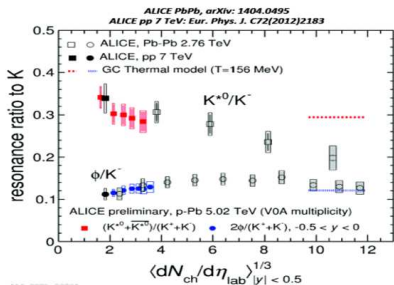 ALICE PbPb, arXiv: 1404.0495
ALICE pp 7 TeV: Eur. Phys. J. C72(2012)2183
ALICE, Pb-Pb 2.76 TeV
ALICE pp 7 TeV
GC Thermal model (T=156 MeV)
K*⁰/K⁻
ϕ/K⁻
ALICE preliminary, p-Pb 5.02 TeV (V0A multiplicity)
(K*⁰+K̅*⁰)/(K⁺+K⁻)
2ϕ/(K⁺+K⁻), -0.5 < y < 0
resonance ratio to K
0.5
0.4
0.3
0.2
0.1
0
0 2 4 6 8 10 12
⟨dN_ch/dη_lab⟩^1/3 |y| < 0.5